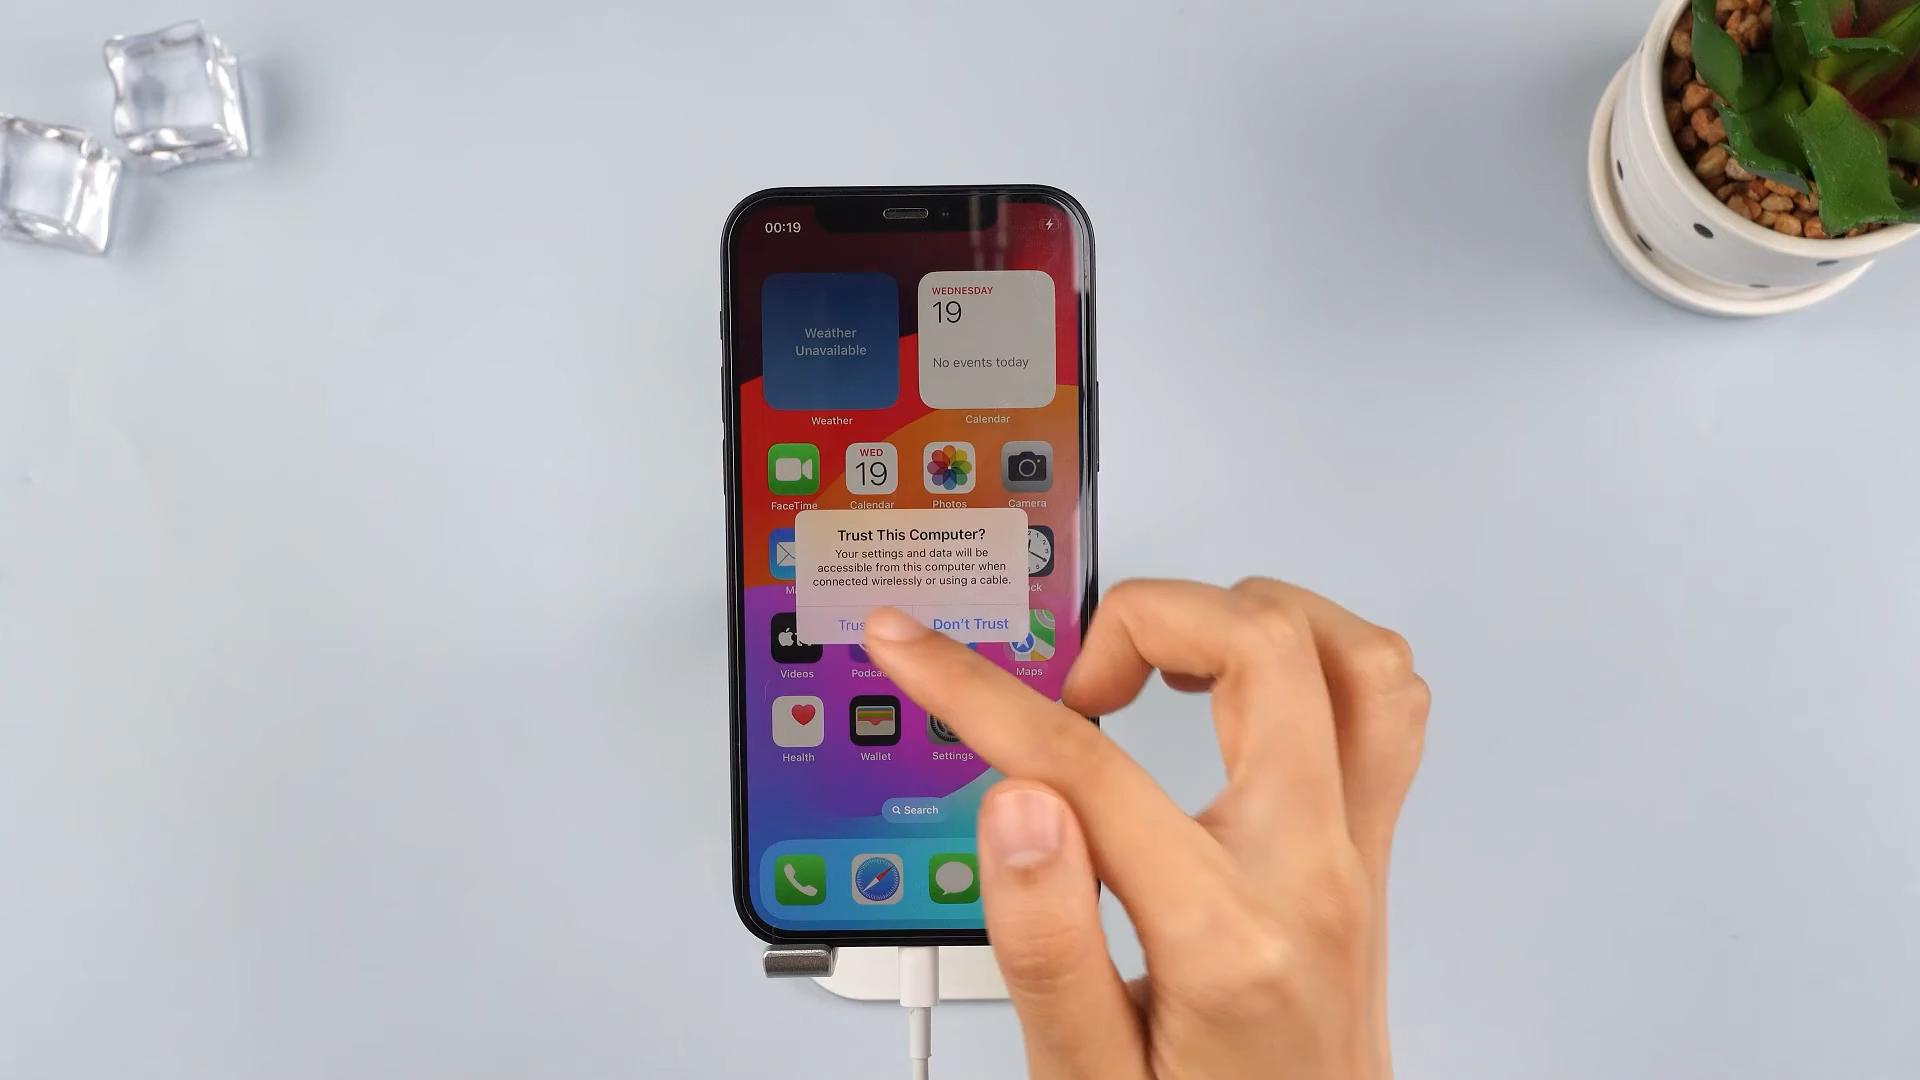 00:19
Weather
Unavailable
WEDNESDAY
19
No events today
Weather
Calendar
WED
19
FaceTime
Calendar
Photos
Camera
Trust This Computer?
Your settings and data will be
accessible from this computer when
connected wirelessly or using a cable.
Don't Trust
Videos
Maps
Health
Wallet
Settings
Search